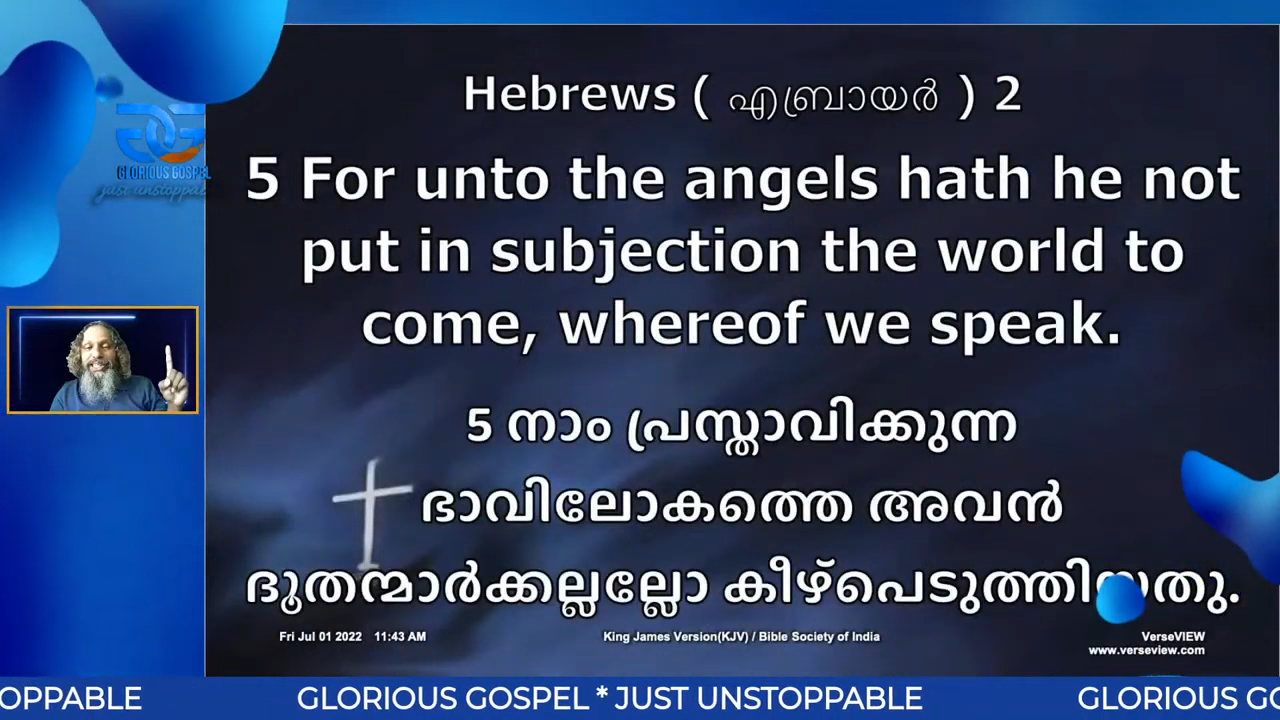 GLORIOUS GOSPEL
Hebrews ( എബ്രായർ ) 2
5 For unto the angels hath he not
put in subjection the world to
come, whereof we speak.
5 നാം പ്രസ്താവിക്കുന്ന
ഭാവിലോകത്തെ അവൻ
ദൂതന്മാർക്കല്ലല്ലോ
Fri Jul 01 2022 11:43 AM
King James Version(KJV) / Bible Society of India
VerseVIEW
www.verseview.com
OPPABLE GLORIOUS GOSPEL * JUST UNSTOPPABLE GLORIOUS GO